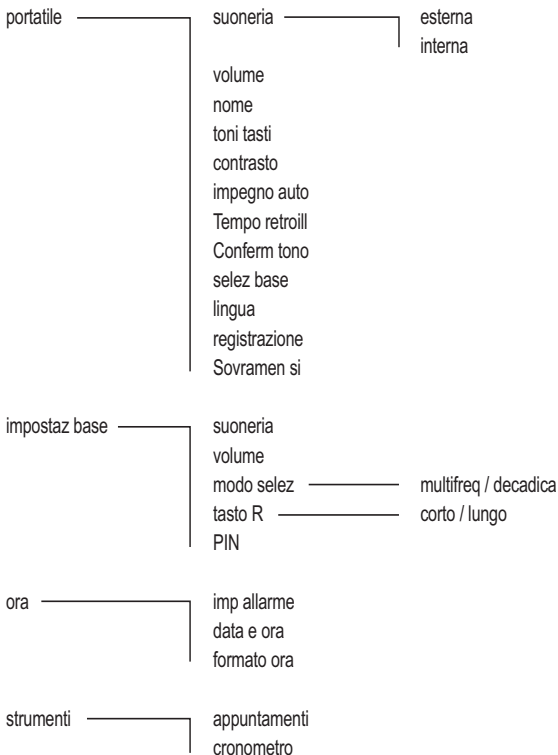 portatile suoneria esterna
interna
volume
nome
toni tasti
contrasto
impegno auto
Tempo retroill
Conferm tono
selez base
lingua
registrazione
Sovramen si
impostaz base suoneria
volume
modo selez multifreq / decadica
tasto R corto / lungo
PIN
ora imp allarme
data e ora
formato ora
strumenti appuntamenti
cronometro